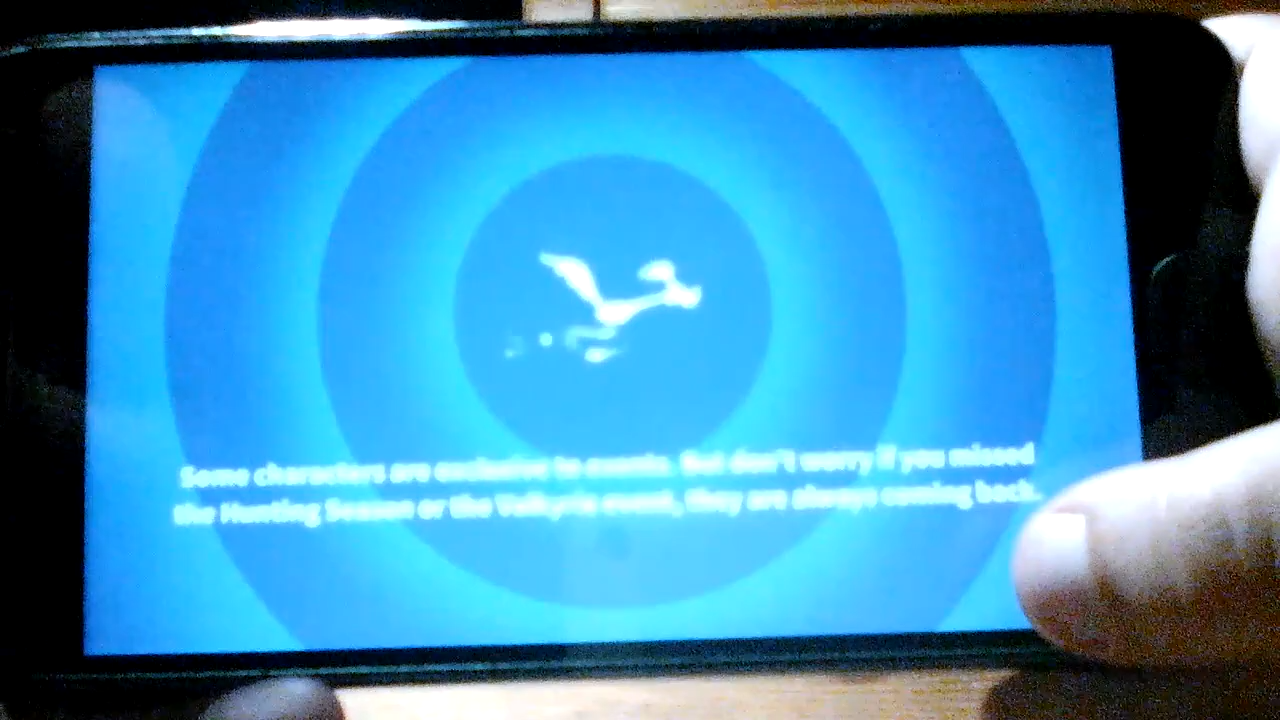 Some characters are exclusive to events. But don't worry if you missed
the Hunting Season or the Valkyrie event, they are always coming back.